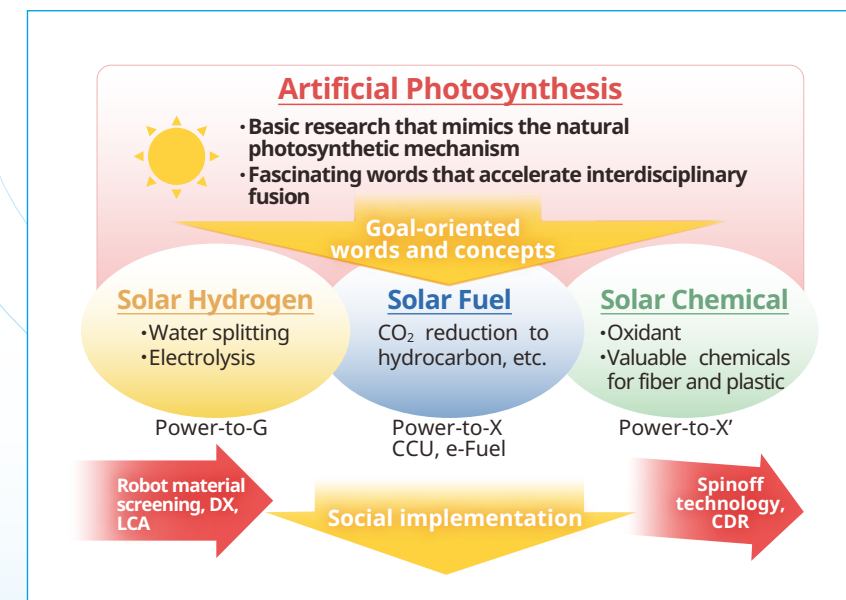 Artificial Photosynthesis
・Basic research that mimics the natural
photosynthetic mechanism
・Fascinating words that accelerate interdisciplinary
fusion
Goal-oriented
words and concepts
Solar Hydrogen
・Water splitting
・Electrolysis
Power-to-G
Solar Fuel
CO₂ reduction to
hydrocarbon, etc.
Power-to-X
CCU, e-Fuel
Solar Chemical
・Oxidant
・Valuable chemicals
for fiber and plastic
Power-to-X’
Robot material
screening, DX,
LCA
Social implementation
Spinoff
technology,
CDR